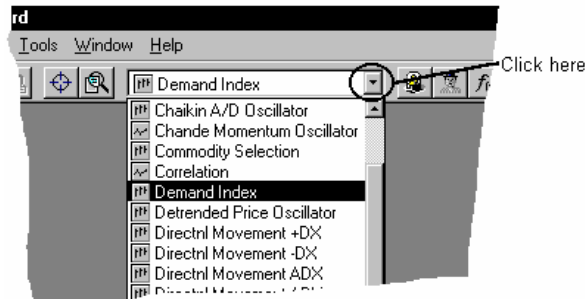 rd
Tools Window Help
Demand Index
Click here
Chaikin A/D Oscillator
Chande Momentum Oscillator
Commodity Selection
Correlation
Demand Index
Detrended Price Oscillator
Directnl Movement +DX
Directnl Movement -DX
Directnl Movement ADX